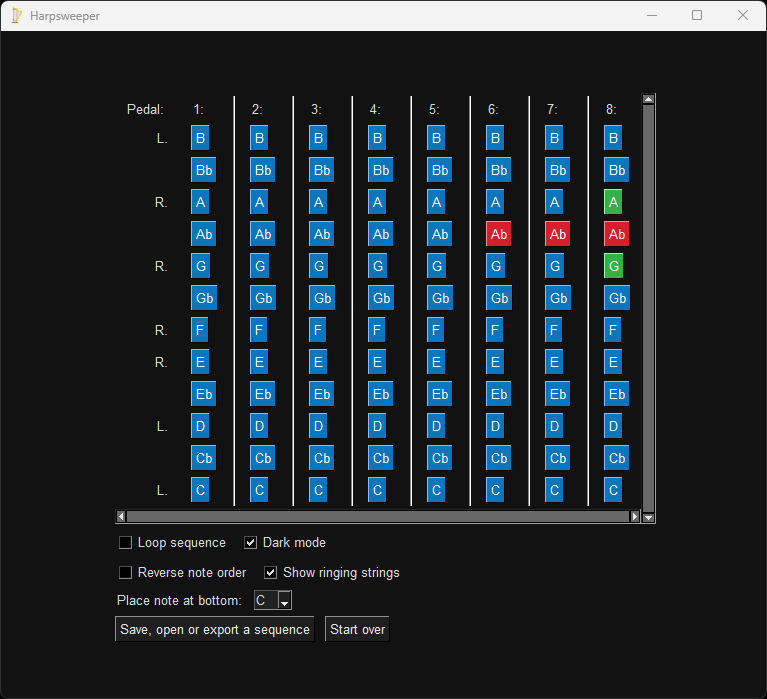 Harpsweeper
Pedal: 1: 2: 3: 4: 5: 6: 7: 8:
L. B B B B B B B B
Bb Bb Bb Bb Bb Bb Bb Bb
R. A A A A A A A A
Ab Ab Ab Ab Ab Ab Ab Ab
R. G G G G G G G G
Gb Gb Gb Gb Gb Gb Gb Gb
R. F F F F F F F F
R. E E E E E E E E
Eb Eb Eb Eb Eb Eb Eb Eb
L. D D D D D D D D
Cb Cb Cb Cb Cb Cb Cb Cb
L. C C C C C C C C
Loop sequence Dark mode
Reverse note order Show ringing strings
Place note at bottom: C
Save, open or export a sequence Start over